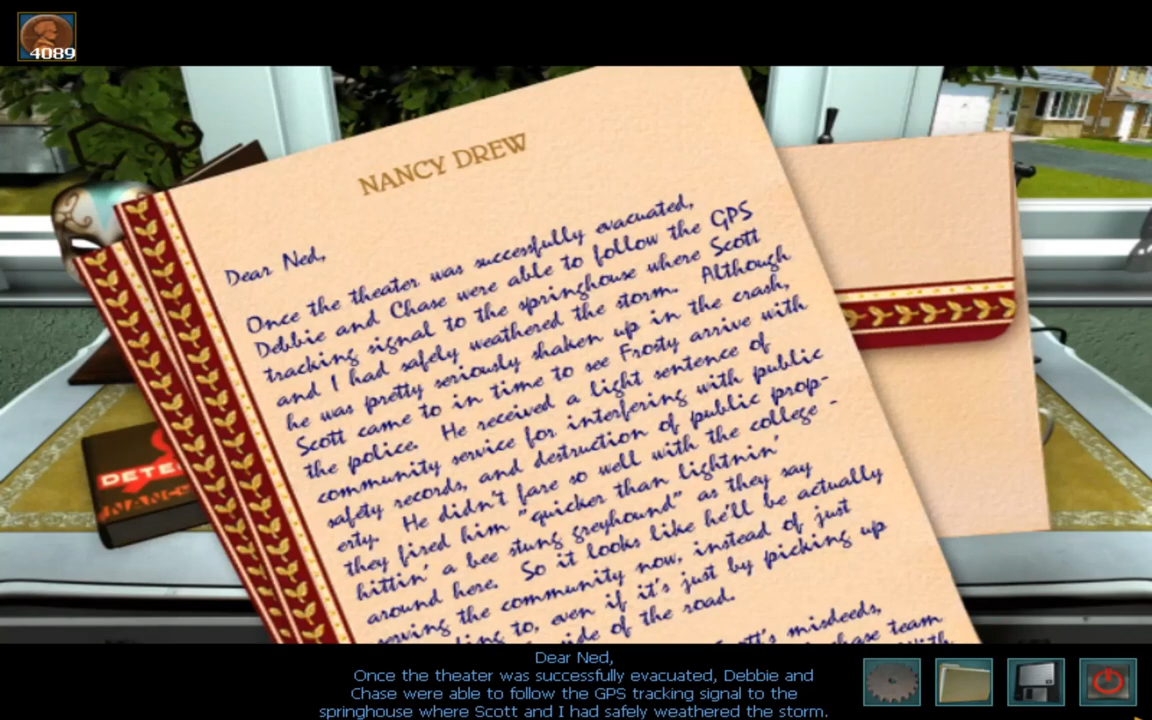 4089
NANCY DREW
Dear Ned,
Once the theater was successfully evacuated,
Debbie and Chase were able to follow the GPS
tracking signal to the springhouse where Scott
and I had safely weathered the storm. Although
he was pretty seriously shaken up in the crash,
Scott came to in time to see Frosty arrive with
the police. He received a light sentence of
community service for interfering with public
safety records, and destruction of public prop-
erty. He didn't fare so well with the college -
they fired him "quicker than lightnin'
hittin' a bee stung greyhound" as they say
around here. So it looks like he'll be actually
serving the community now, instead of just
to, even if it's just by picking up
of the road.
misdeeds,
team
Dear Ned,
Once the theater was successfully evacuated, Debbie and
Chase were able to follow the GPS tracking signal to the
springhouse where Scott and I had safely weathered the storm.